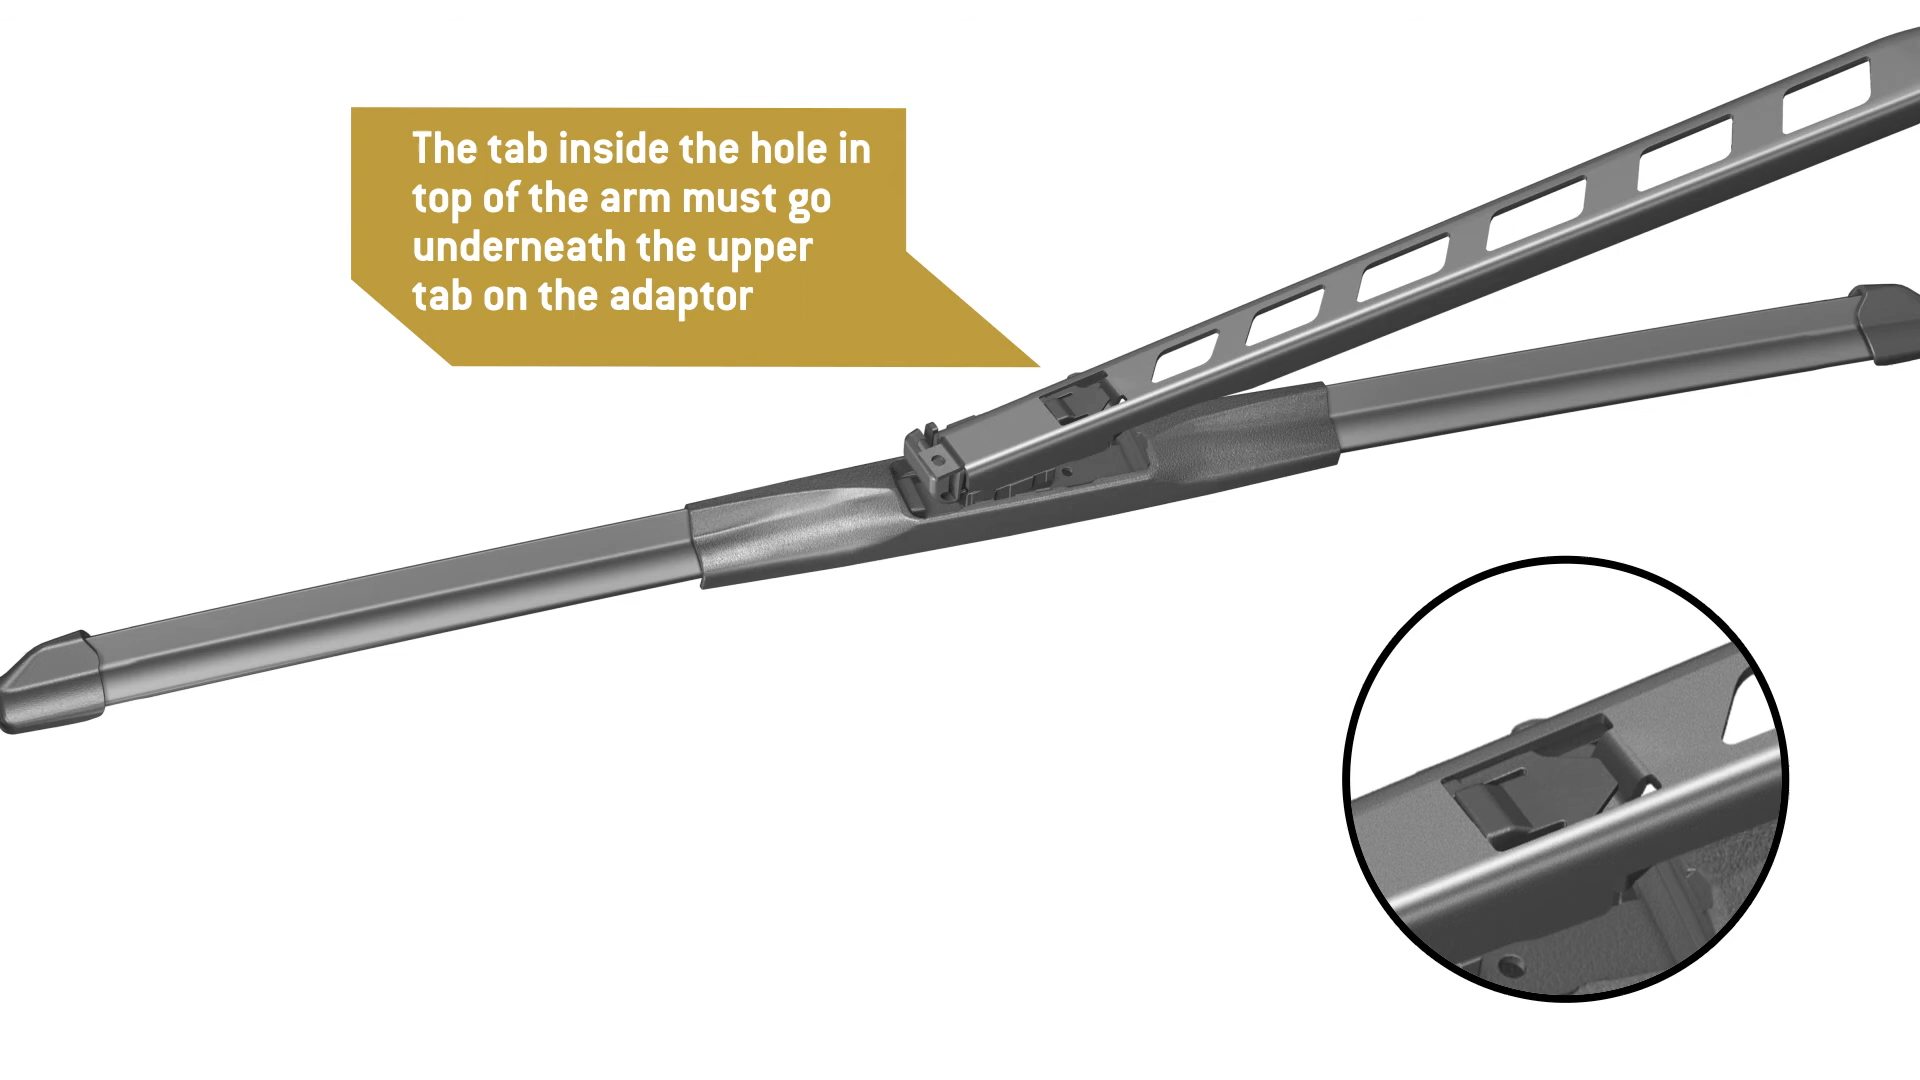 The tab inside the hole in
top of the arm must go
underneath the upper
tab on the adaptor